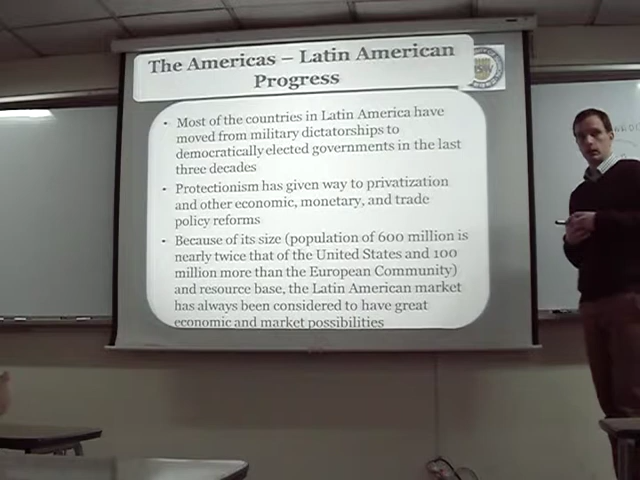 The Americas – Latin American
Progress
• Most of the countries in Latin America have
moved from military dictatorships to
democratically elected governments in the last
three decades
• Protectionism has given way to privatization
and other economic, monetary, and trade
policy reforms
• Because of its size (population of 600 million is
nearly twice that of the United States and 100
million more than the European Community)
and resource base, the Latin American market
has always been considered to have great
economic and market possibilities